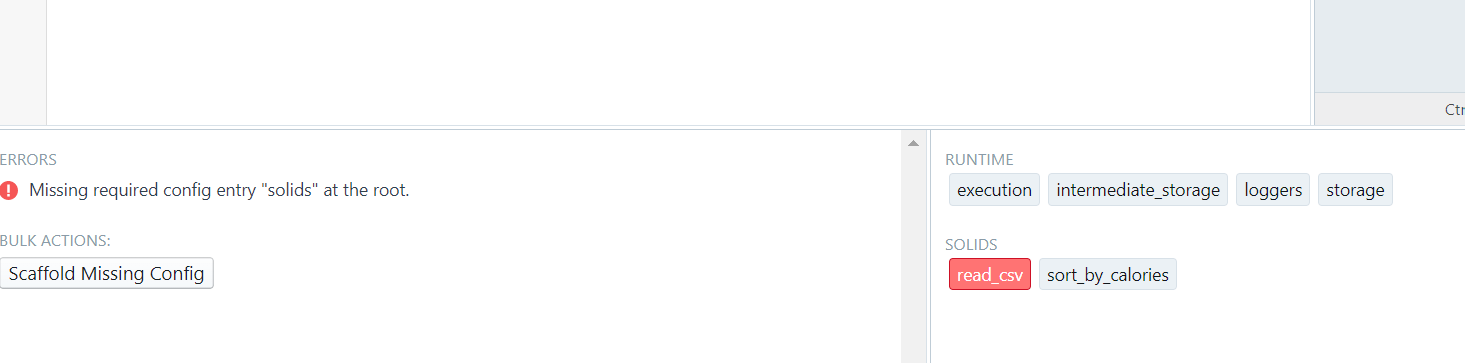 Ctr
ERRORS
Missing required config entry "solids" at the root.
BULK ACTIONS:
Scaffold Missing Config
RUNTIME
execution intermediate_storage loggers storage
SOLIDS
read_csv sort_by_calories